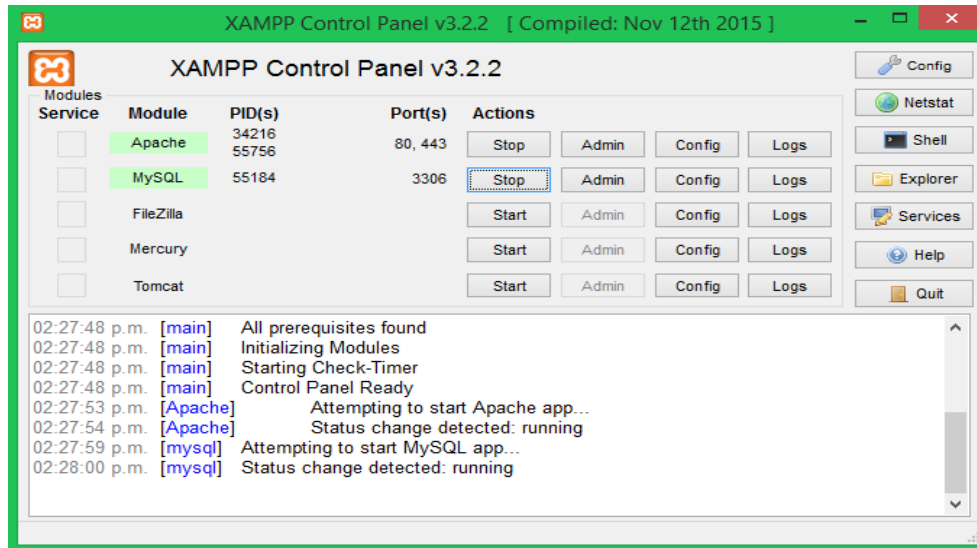 XAMPP Control Panel v3.2.2 [ Compiled: Nov 12th 2015 ]
XAMPP Control Panel v3.2.2
Modules
Service Module PID(s) Port(s) Actions
Apache 34216 55756 80, 443 Stop Admin Config Logs
MySQL 55184 3306 Stop Admin Config Logs
FileZilla Start Admin Config Logs
Mercury Start Admin Config Logs
Tomcat Start Admin Config Logs
Config
Netstat
Shell
Explorer
Services
Help
Quit
02:27:48 p.m. [main] All prerequisites found
02:27:48 p.m. [main] Initializing Modules
02:27:48 p.m. [main] Starting Check-Timer
02:27:48 p.m. [main] Control Panel Ready
02:27:53 p.m. [Apache] Attempting to start Apache app...
02:27:54 p.m. [Apache] Status change detected: running
02:27:59 p.m. [mysql] Attempting to start MySQL app...
02:28:00 p.m. [mysql] Status change detected: running